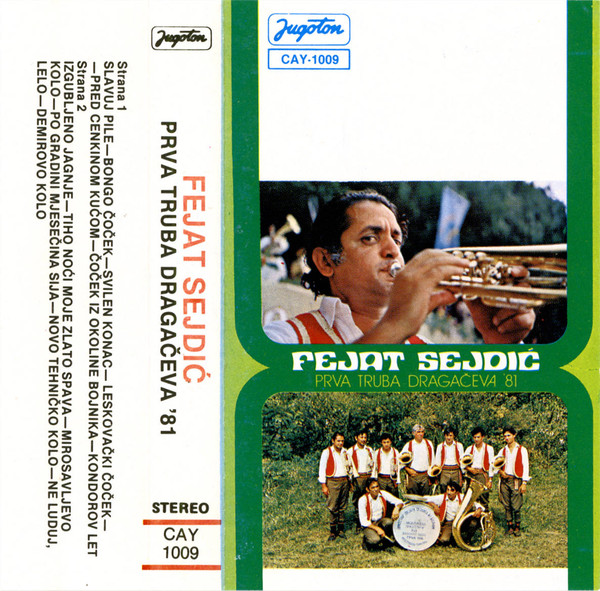 Strana 1
SLAVUJ PILE—BONGO ČOČEK—SVILEN KONAC—LESKOVAČKI ČOČEK—
—PRED CENKINOM KUĆOM—ČOČEK IZ OKOLINE BOJNIKA—KONDOROV LET
Strana 2
IZGUBLJENO JAGNJE—TIHO NOĆI MOJE ZLATO SPAVA—MIROSAVLJEVO
KOLO—PO GRADINI MJESEČINA SIJA—NOVO TEHNIČKO KOLO—NE LUDUJ,
LELO—DEMIROVO KOLO
Jugoton
FEJAT SEJDIĆ
PRVA TRUBA DRAGAČEVA '81
STEREO
CAY
1009
Jugoton
CAY-1009
FEJAT SEJDIĆ
PRVA TRUBA DRAGAČEVA '81